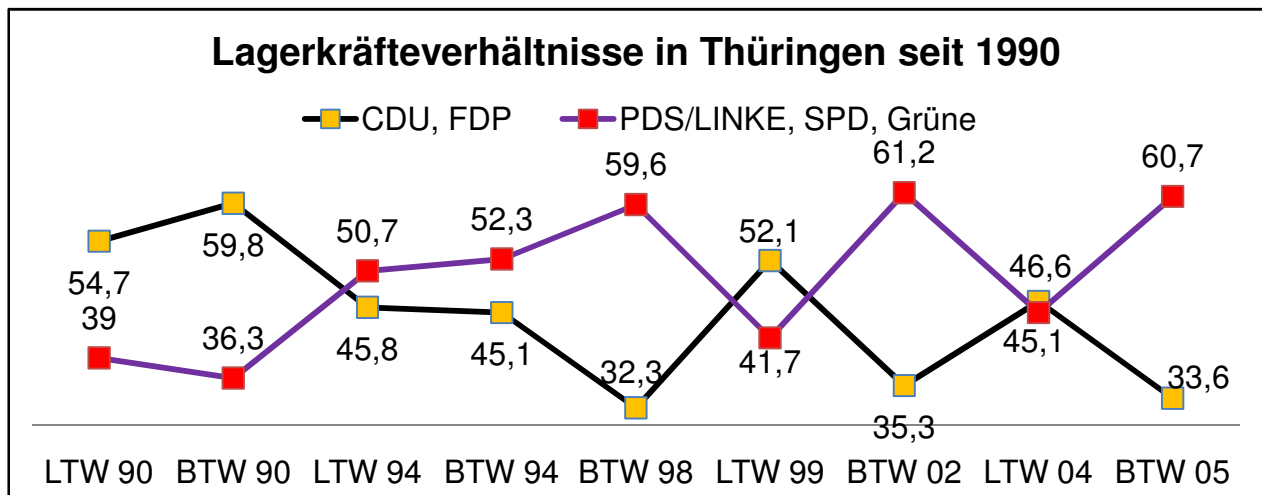 Lagerkräfteverhältnisse in Thüringen seit 1990
CDU, FDP PDS/LINKE, SPD, Grüne
61,2
59,6 60,7
52,3 52,1
50,7
59,8
46,6
54,7
39
36,3 45,8 45,1 32,3 41,7 45,1 33,6
35,3
LTW 90 BTW 90 LTW 94 BTW 94 BTW 98 LTW 99 BTW 02 LTW 04 BTW 05